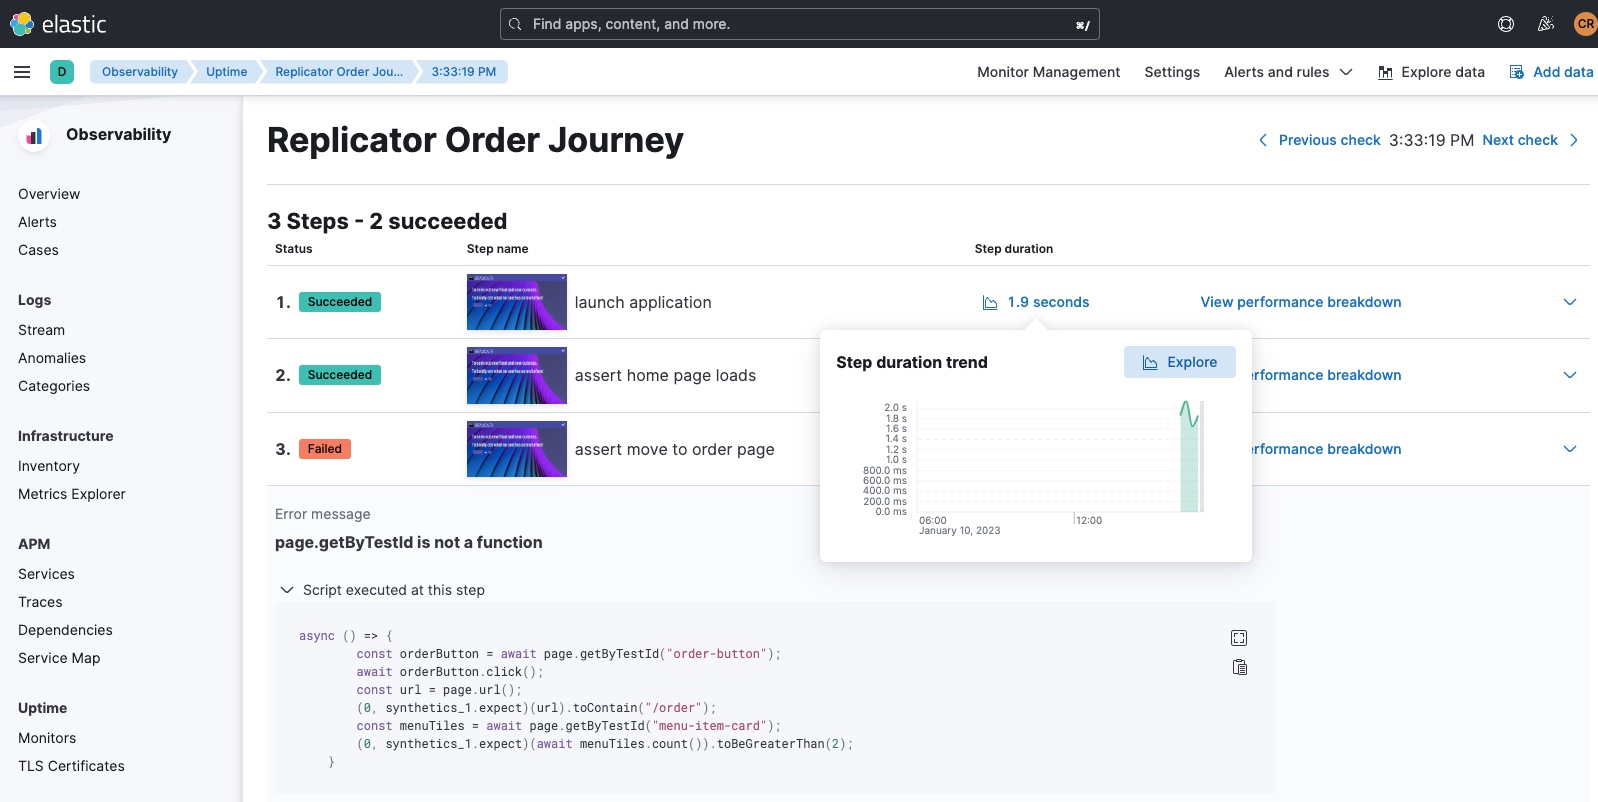 elastic
Find apps, content, and more.
⌘/
CR
D
Observability
Uptime
Replicator Order Jou...
3:33:19 PM
Monitor Management
Settings
Alerts and rules
Explore data
Add data
Observability
Overview
Alerts
Cases
Logs
Stream
Anomalies
Categories
Infrastructure
Inventory
Metrics Explorer
APM
Services
Traces
Dependencies
Service Map
Uptime
Monitors
TLS Certificates
Replicator Order Journey
Previous check 3:33:19 PM Next check
3 Steps - 2 succeeded
Status Step name Step duration
1. Succeeded launch application 1.9 seconds View performance breakdown
2. Succeeded assert home page loads erformance breakdown
3. Failed assert move to order page erformance breakdown
Step duration trend
Explore
2.0 s
1.8 s
1.6 s
1.4 s
1.2 s
1.0 s
800.0 ms
600.0 ms
400.0 ms
200.0 ms
0.0 ms
06:00 12:00
January 10, 2023
Error message
page.getByTestId is not a function
Script executed at this step
async () => {
const orderButton = await page.getByTestId("order-button");
await orderButton.click();
const url = page.url();
(0, synthetics_1.expect)(url).toContain("/order");
const menuTiles = await page.getByTestId("menu-item-card");
(0, synthetics_1.expect)(await menuTiles.count()).toBeGreaterThan(2);
}